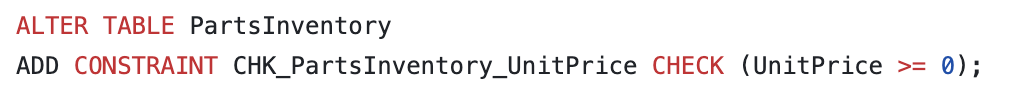 ALTER TABLE PartsInventory
ADD CONSTRAINT CHK_PartsInventory_UnitPrice CHECK (UnitPrice >= 0);